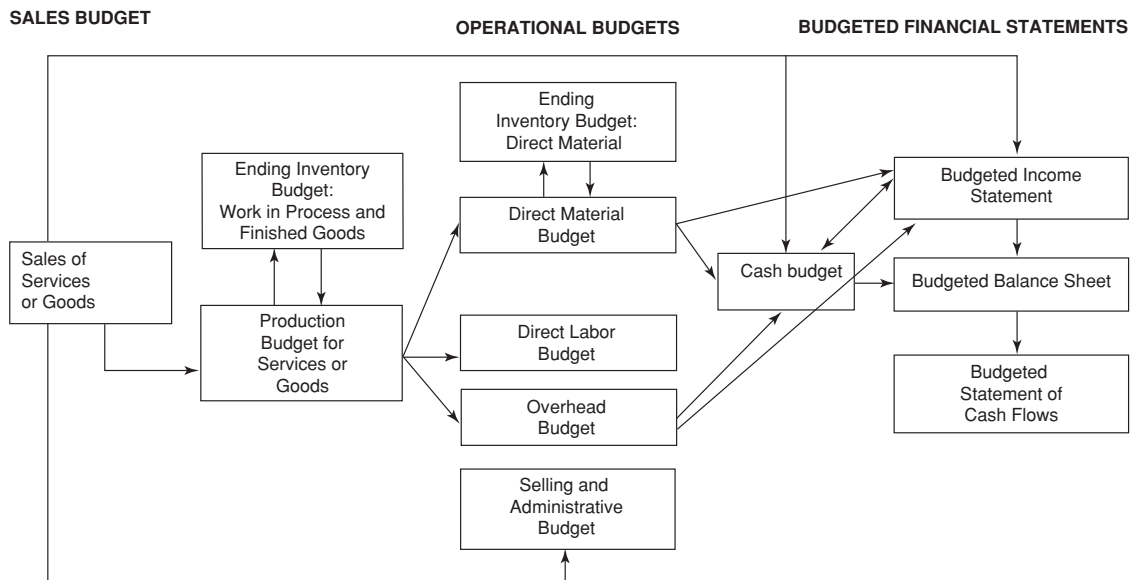 SALES BUDGET
OPERATIONAL BUDGETS
BUDGETED FINANCIAL STATEMENTS
Sales of
Services
or Goods
Ending Inventory
Budget:
Work in Process and
Finished Goods
Production
Budget for
Services or
Goods
Ending
Inventory Budget:
Direct Material
Direct Material
Budget
Direct Labor
Budget
Overhead
Budget
Selling and
Administrative
Budget
Cash budget
Budgeted Income
Statement
Budgeted Balance Sheet
Budgeted
Statement of
Cash Flows